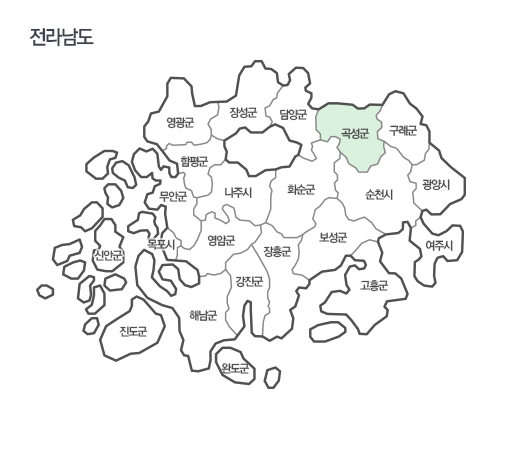 전라남도
영광군
장성군
담양군
곡성군
구례군
함평군
무안군
나주시
화순군
순천시
광양시
목포시
신안군
영암군
장흥군
보성군
여주시
강진군
고흥군
해남군
진도군
완도군